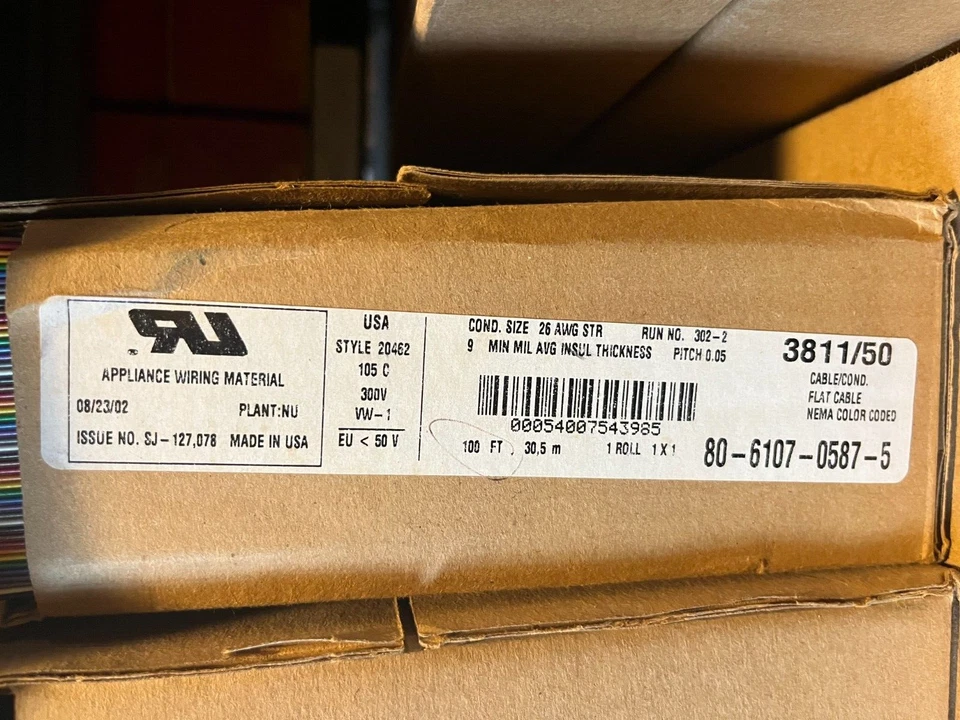 RU
APPLIANCE WIRING MATERIAL
08/23/02 PLANT:NU
ISSUE NO. SJ-127,078 MADE IN USA
USA
STYLE 20462
105 C
300V
VW-1
EU < 50 V
COND. SIZE 26 AWG STR RUN NO. 302-2
9 MIN MIL AVG INSUL THICKNESS PITCH 0.05
00054007543985
100 FT . 30,5 m 1 ROLL 1X1
3811/50
CABLE/COND.
FLAT CABLE
NEMA COLOR CODED
80-6107-0587-5